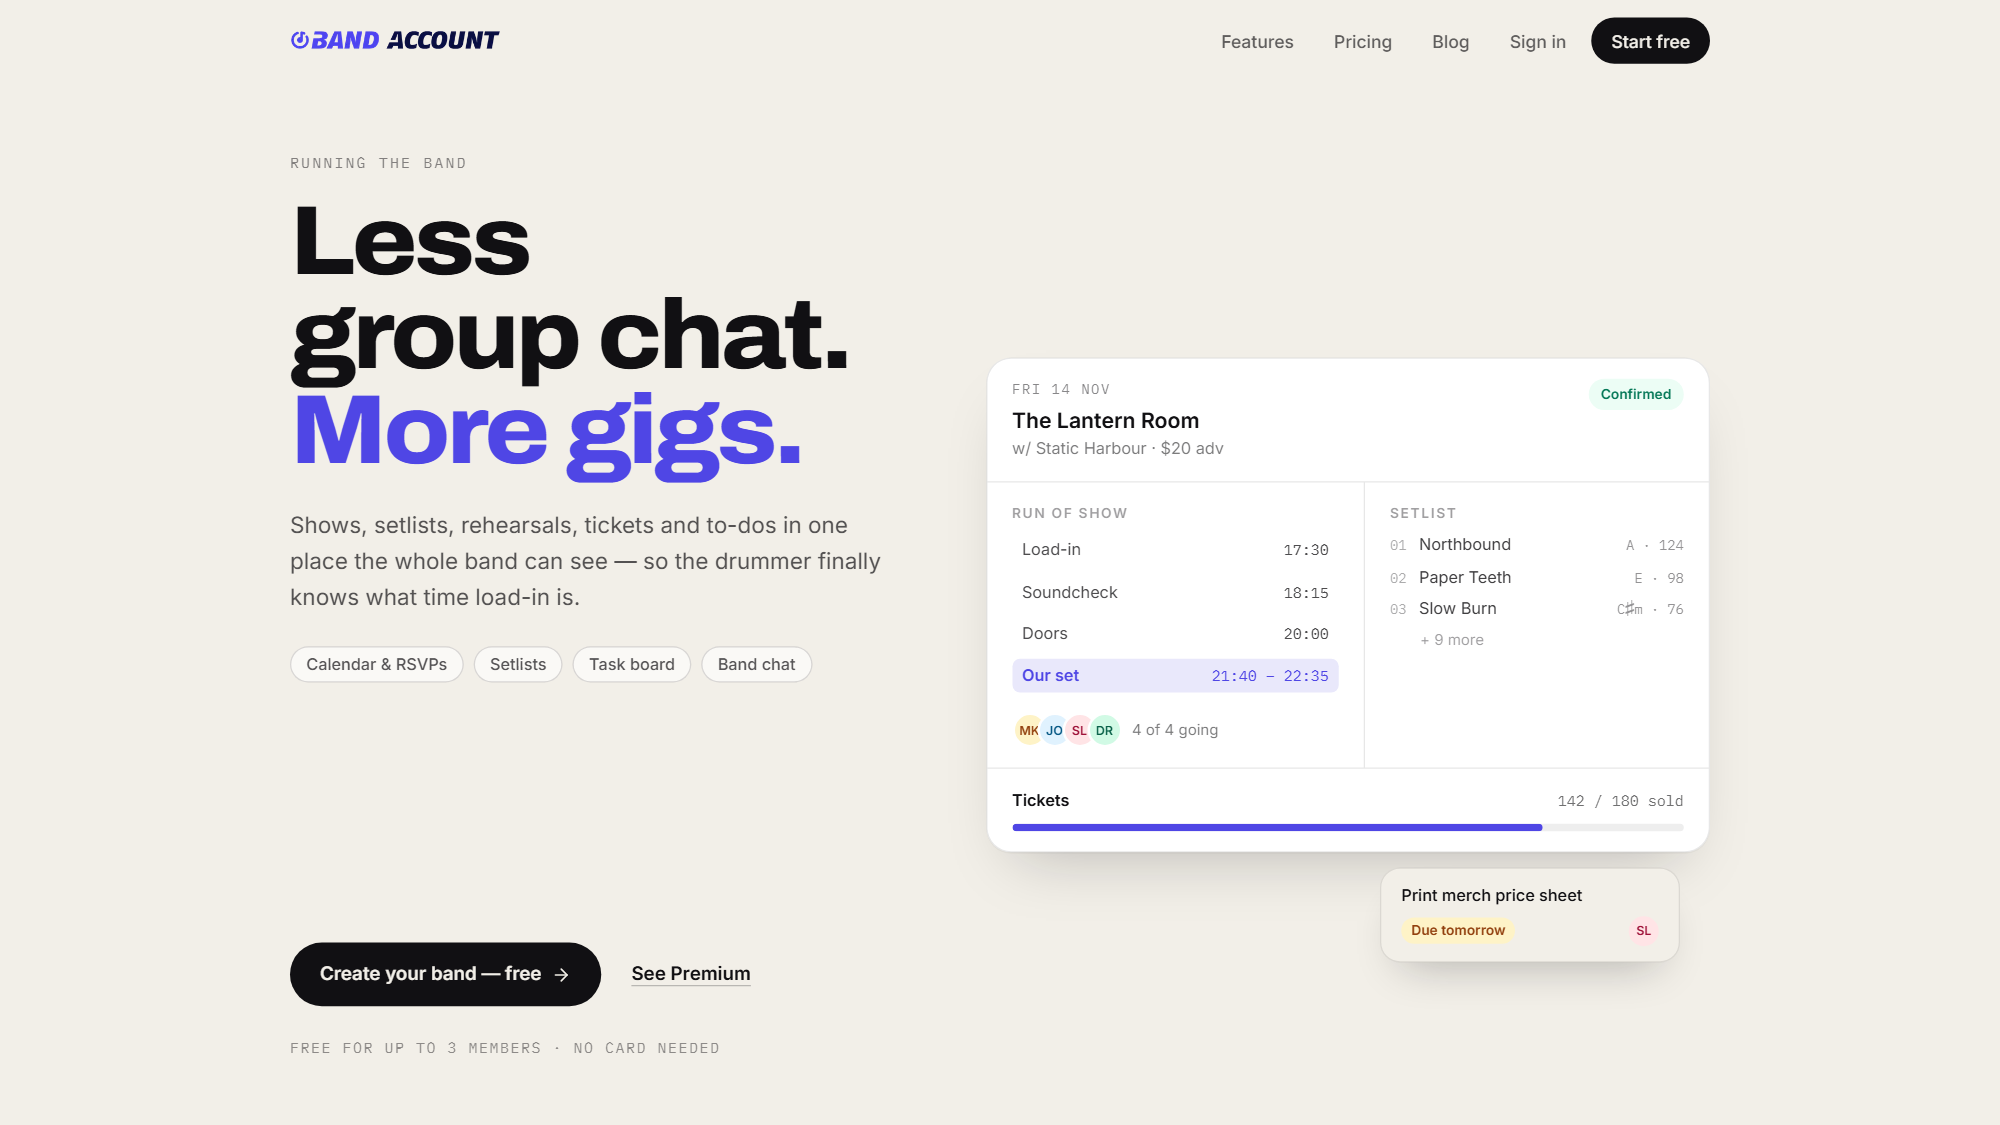 BAND ACCOUNT
Features
Pricing
Blog
Sign in
Start free
RUNNING THE BAND
Less
group chat.
More gigs.
Shows, setlists, rehearsals, tickets and to-dos in one
place the whole band can see — so the drummer finally
knows what time load-in is.
Calendar & RSVPs
Setlists
Task board
Band chat
Create your band — free →
See Premium
FREE FOR UP TO 3 MEMBERS · NO CARD NEEDED
FRI 14 NOV
Confirmed
The Lantern Room
w/ Static Harbour · $20 adv
RUN OF SHOW
Load-in 17:30
Soundcheck 18:15
Doors 20:00
Our set 21:40 – 22:35
MK JO SL DR 4 of 4 going
SETLIST
01 Northbound A · 124
02 Paper Teeth E · 98
03 Slow Burn C♯m · 76
+ 9 more
Tickets 142 / 180 sold
Print merch price sheet
Due tomorrow SL